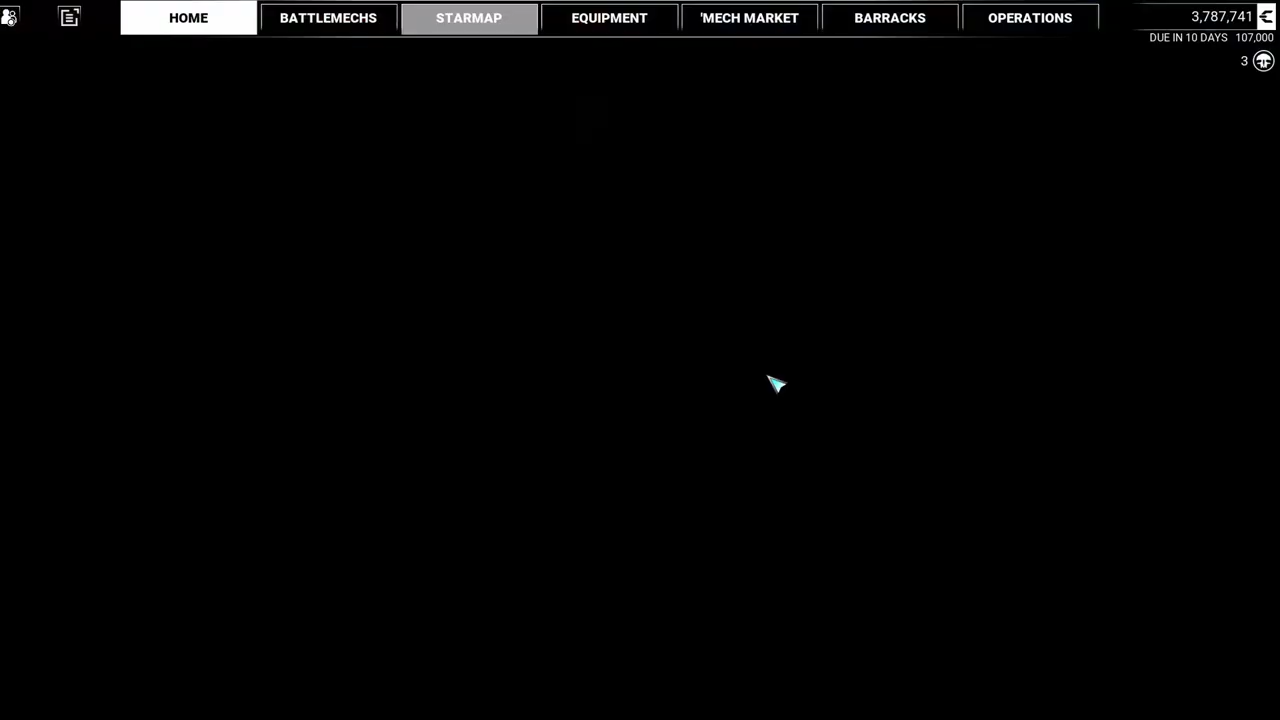 HOME
BATTLEMECHS
STARMAP
EQUIPMENT
'MECH MARKET
BARRACKS
OPERATIONS
3,787,741
DUE IN 10 DAYS 107,000
3